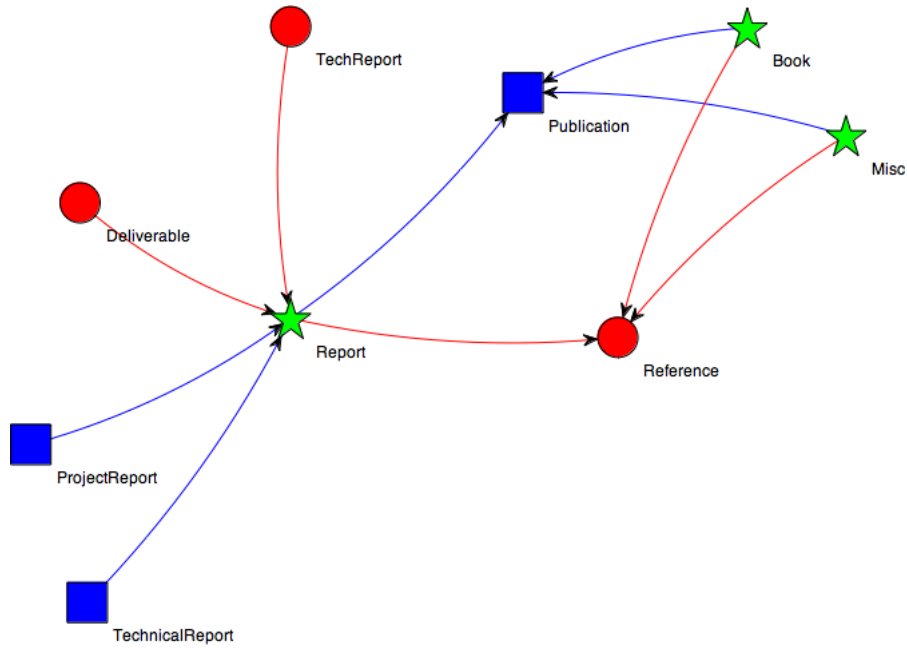 TechReport
Book
Publication
Misc
Deliverable
Report
Reference
ProjectReport
TechnicalReport